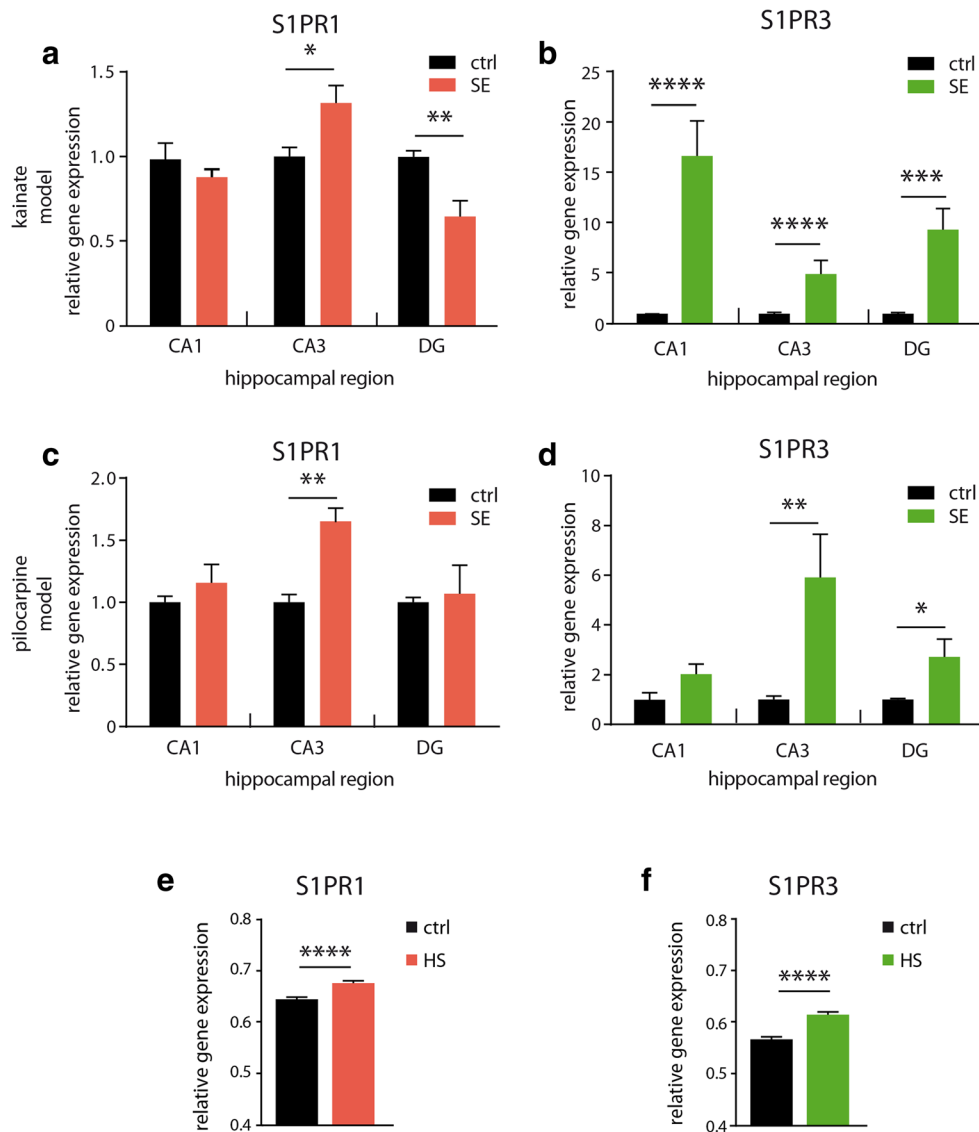 S1PR1
S1PR3
a
b
ctrl
SE
ctrl
SE
*
**
****
****
***
kainate
model
relative gene expression
1.5
1.0
0.5
0
CA1 CA3 DG
hippocampal region
relative gene expression
25
20
15
10
5
0
CA1 CA3 DG
hippocampal region
c
S1PR1
d
S1PR3
ctrl
SE
ctrl
SE
**
**
*
pilocarpine
model
relative gene expression
2.0
1.5
1.0
0.5
0
CA1 CA3 DG
hippocampal region
relative gene expression
10
8
6
4
2
0
CA1 CA3 DG
hippocampal region
e
S1PR1
ctrl
HS
****
relative gene expression
0.8
0.7
0.6
0.5
0.4
f
S1PR3
ctrl
HS
****
relative gene expression
0.8
0.7
0.6
0.5
0.4